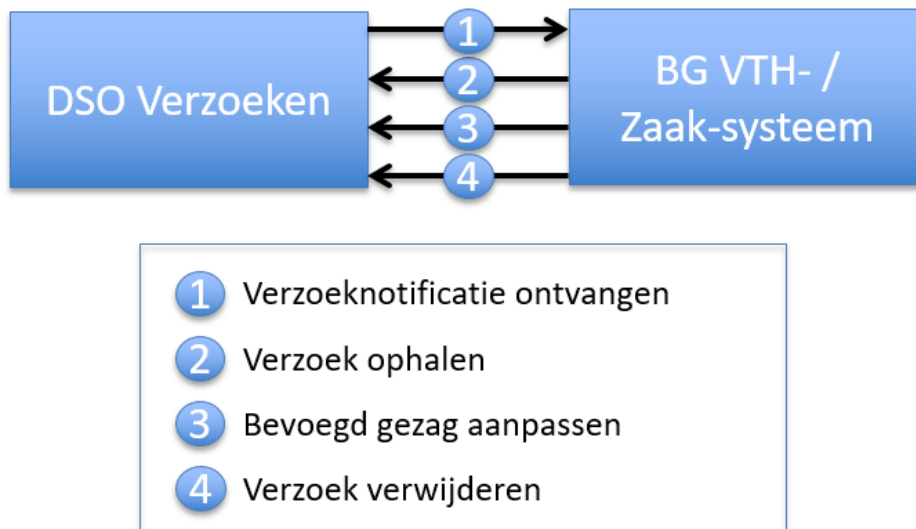 DSO Verzoeken
1
2
3
4
BG VTH- /
Zaak-systeem
1 Verzoeknotificatie ontvangen
2 Verzoek ophalen
3 Bevoegd gezag aanpassen
4 Verzoek verwijderen